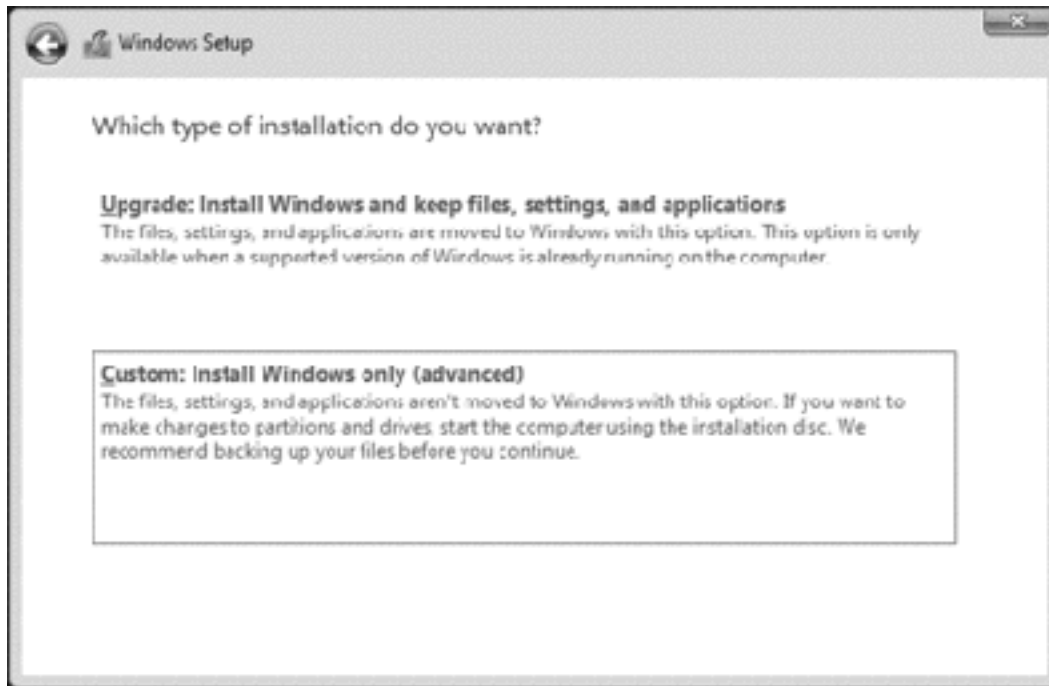 Windows Setup
Which type of installation do you want?
Upgrade: Install Windows and keep files, settings, and applications
The files, settings, and applications are moved to Windows with this option. This option is only
available when a supported version of Windows is already running on the computer.
Custom: Install Windows only (advanced)
The files, settings, and applications aren't moved to Windows with this option. If you want to
make changes to partitions and drives, start the computer using the installation disc. We
recommend backing up your files before you continue.